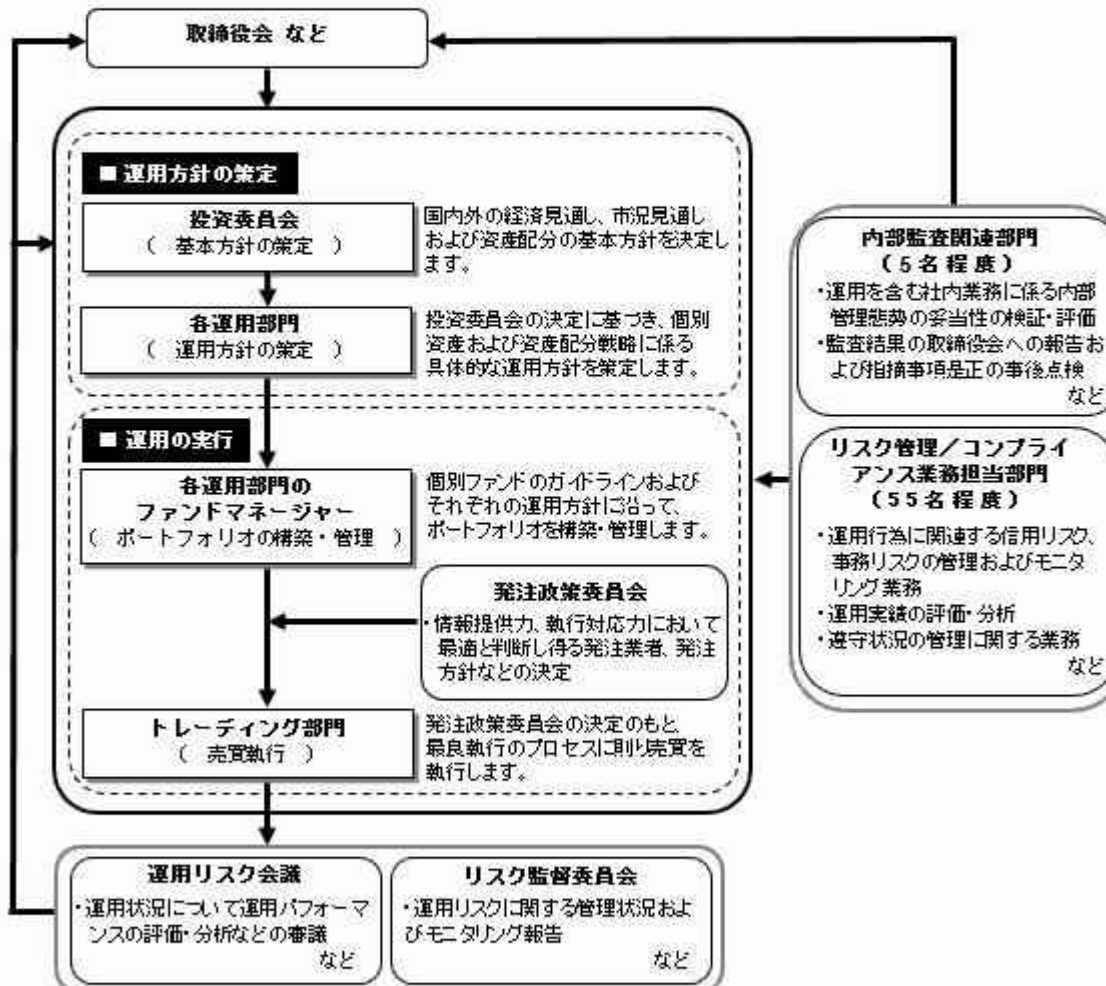 取締役会 など
■ 運用方針の策定
投資委員会
( 基本方針の策定 )
国内外の経済見通し、市況見通し
および資産配分の基本方針を決定し
ます。
各運用部門
( 運用方針の策定 )
投資委員会の決定に基づき、個別
資産および資産配分戦略に係る
具体的な運用方針を策定します。
■ 運用の実行
各運用部門の
ファンドマネージャー
( ポートフォリオの構築・管理 )
個別ファンドのガイドラインおよび
それぞれの運用方針に沿って、
ポートフォリオを構築・管理します。
発注政策委員会
・情報提供力、執行対応力において
最適と判断し得る発注業者、発注
方針などの決定
トレーディング部門
( 売買執行 )
発注政策委員会の決定のもと、
最良執行のプロセスに則り売買を
執行します。
運用リスク会議
・運用状況について運用パフォーマ
ンスの評価・分析などの審議
など
リスク監督委員会
・運用リスクに関する管理状況およ
びモニタリング報告
など
内部監査関連部門
(5名程度)
・運用を含む社内業務に係る内部
管理態勢の妥当性の検証・評価
・監査結果の取締役会への報告お
よび指摘事項是正の事後点検
など
リスク管理/コンプライ
アンス業務担当部門
(55名程度)
・運用行為に関連する信用リスク、
事務リスクの管理およびモニタ
リング業務
・運用実績の評価・分析
・遵守状況の管理に関する業務
など